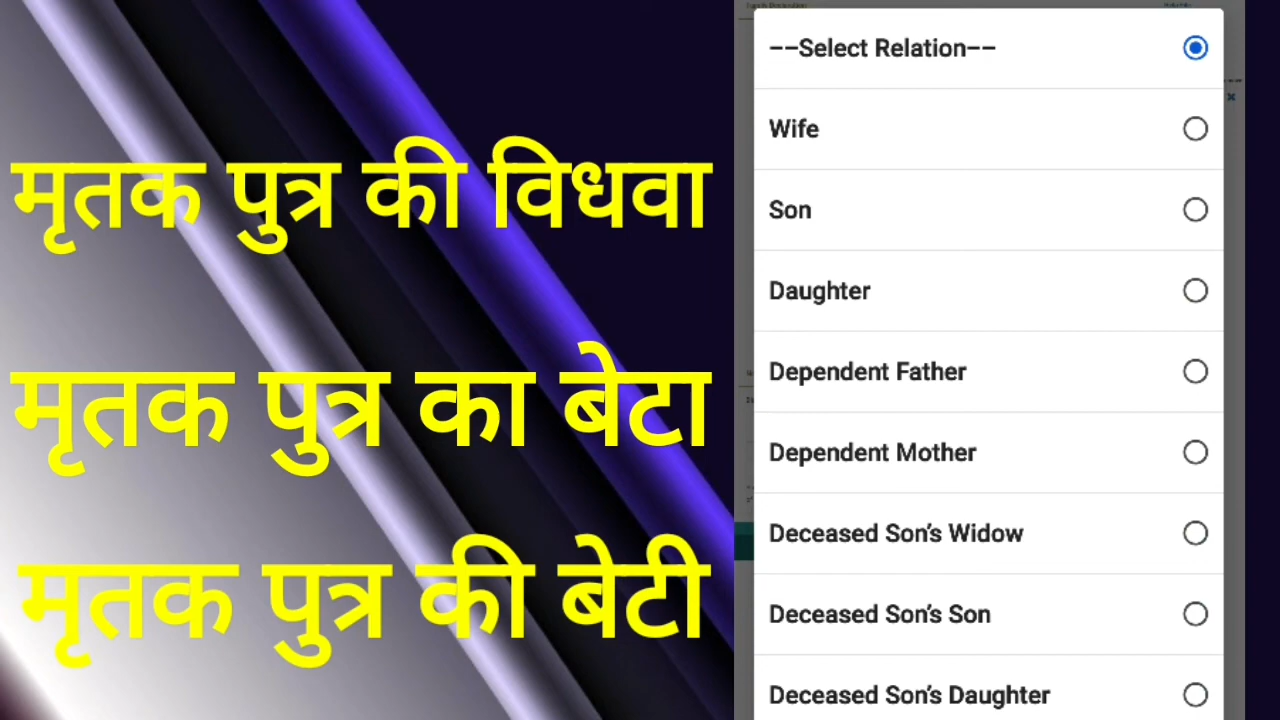 मृतक पुत्र की विधवा
मृतक पुत्र का बेटा
मृतक पुत्र की बेटी
--Select Relation--
Wife
Son
Daughter
Dependent Father
Dependent Mother
Deceased Son's Widow
Deceased Son's Son
Deceased Son's Daughter